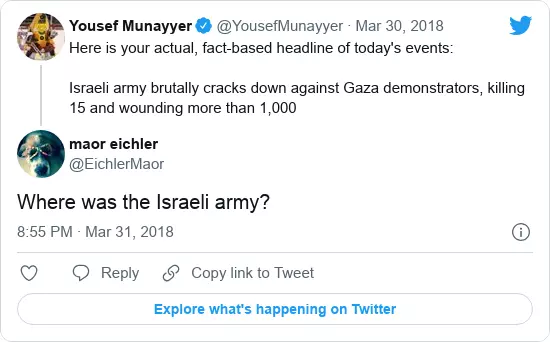 Yousef Munayyer @YousefMunayyer · Mar 30, 2018
Here is your actual, fact-based headline of today's events:
Israeli army brutally cracks down against Gaza demonstrators, killing
15 and wounding more than 1,000
maor eichler
@EichlerMaor
Where was the Israeli army?
8:55 PM · Mar 31, 2018
Reply Copy link to Tweet
Explore what's happening on Twitter